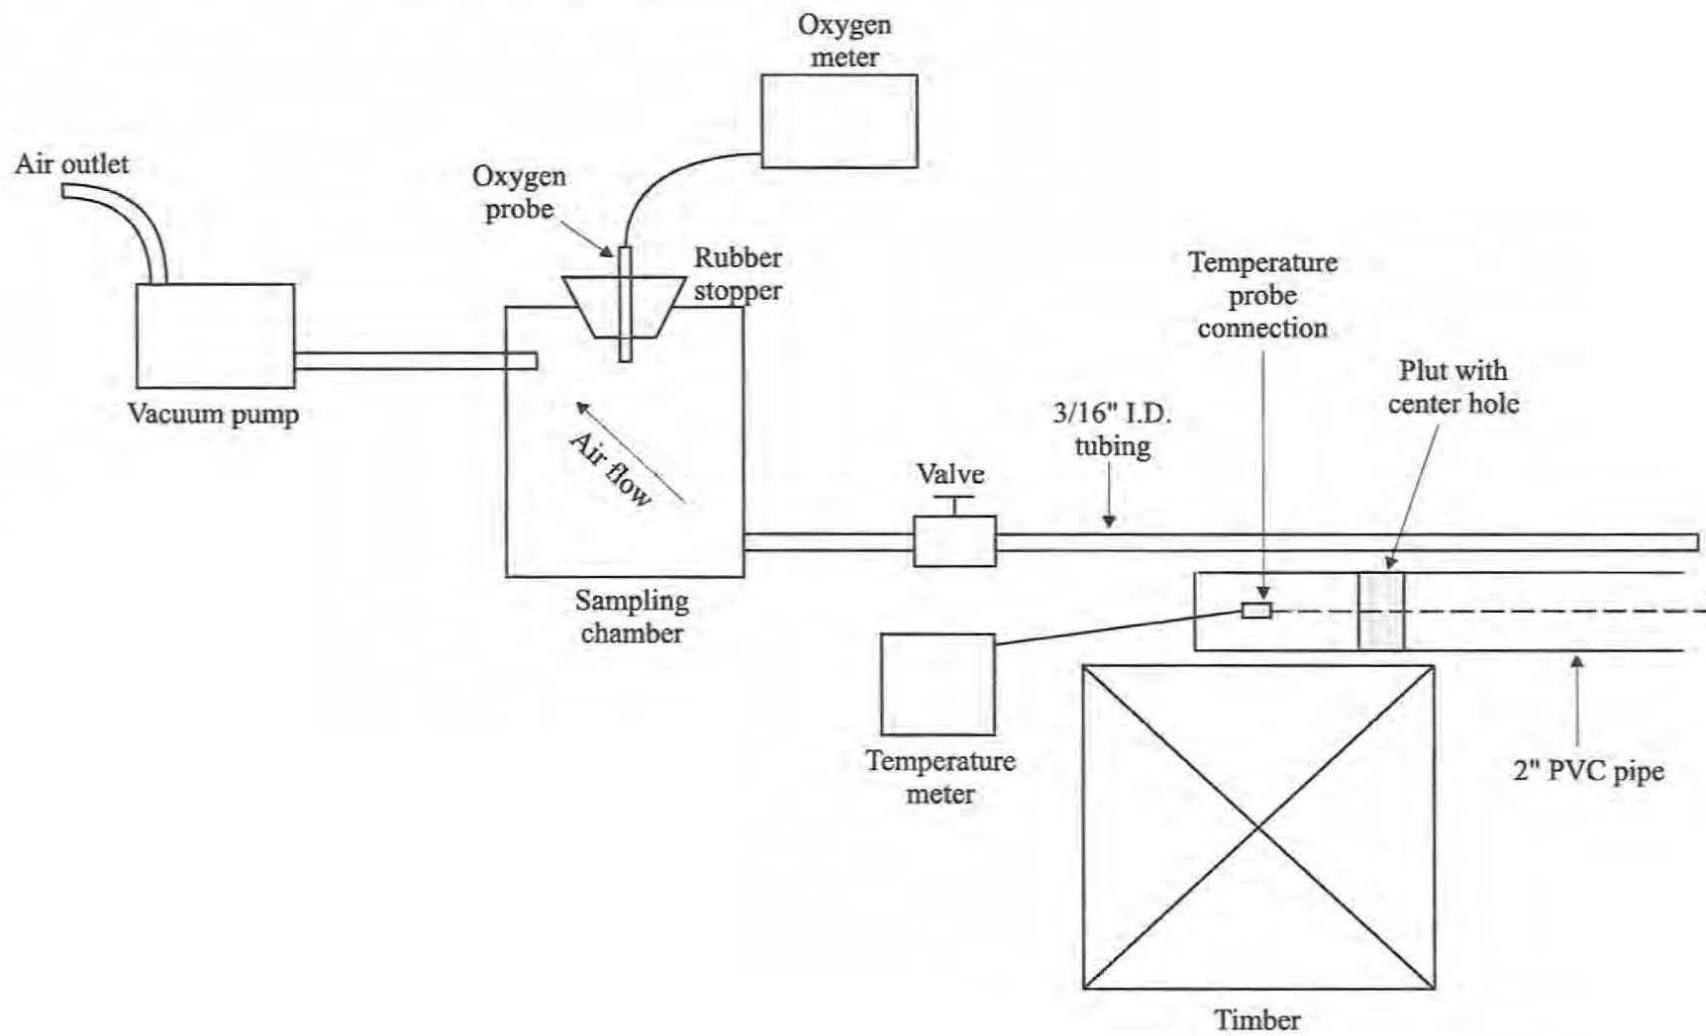 Oxygen
meter
Air outlet
Oxygen
probe
Rubber
stopper
Temperature
probe
connection
Plut with
center hole
3/16" I.D.
tubing
Vacuum pump
Air flow
Valve
Sampling
chamber
Temperature
meter
2" PVC pipe
Timber